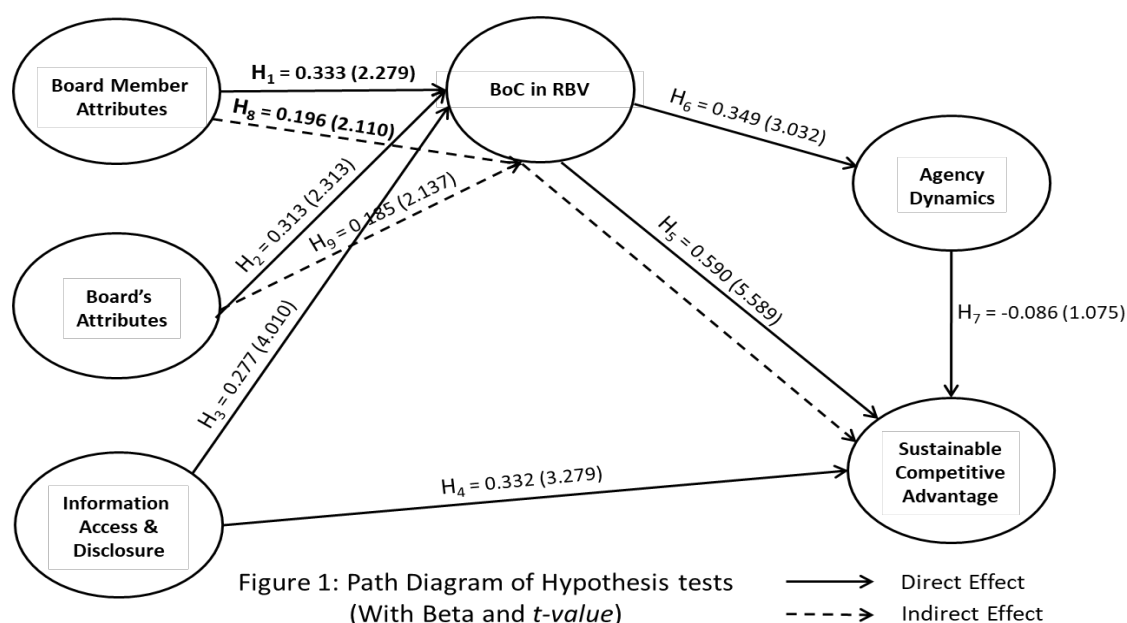 Board Member
Attributes
H₁ = 0.333 (2.279)
BoC in RBV
H₈ = 0.196 (2.110)
H₆ = 0.349 (3.032)
Agency
Dynamics
H₂ = 0.313 (2.313)
H₉ = 0.185 (2.137)
H₅ = 0.590 (5.589)
Board's
Attributes
H₇ = -0.086 (1.075)
H₃ = 0.277 (4.010)
Sustainable
Competitive
Advantage
H₄ = 0.332 (3.279)
Information
Access &
Disclosure
Figure 1: Path Diagram of Hypothesis tests
(With Beta and t-value)
Direct Effect
Indirect Effect